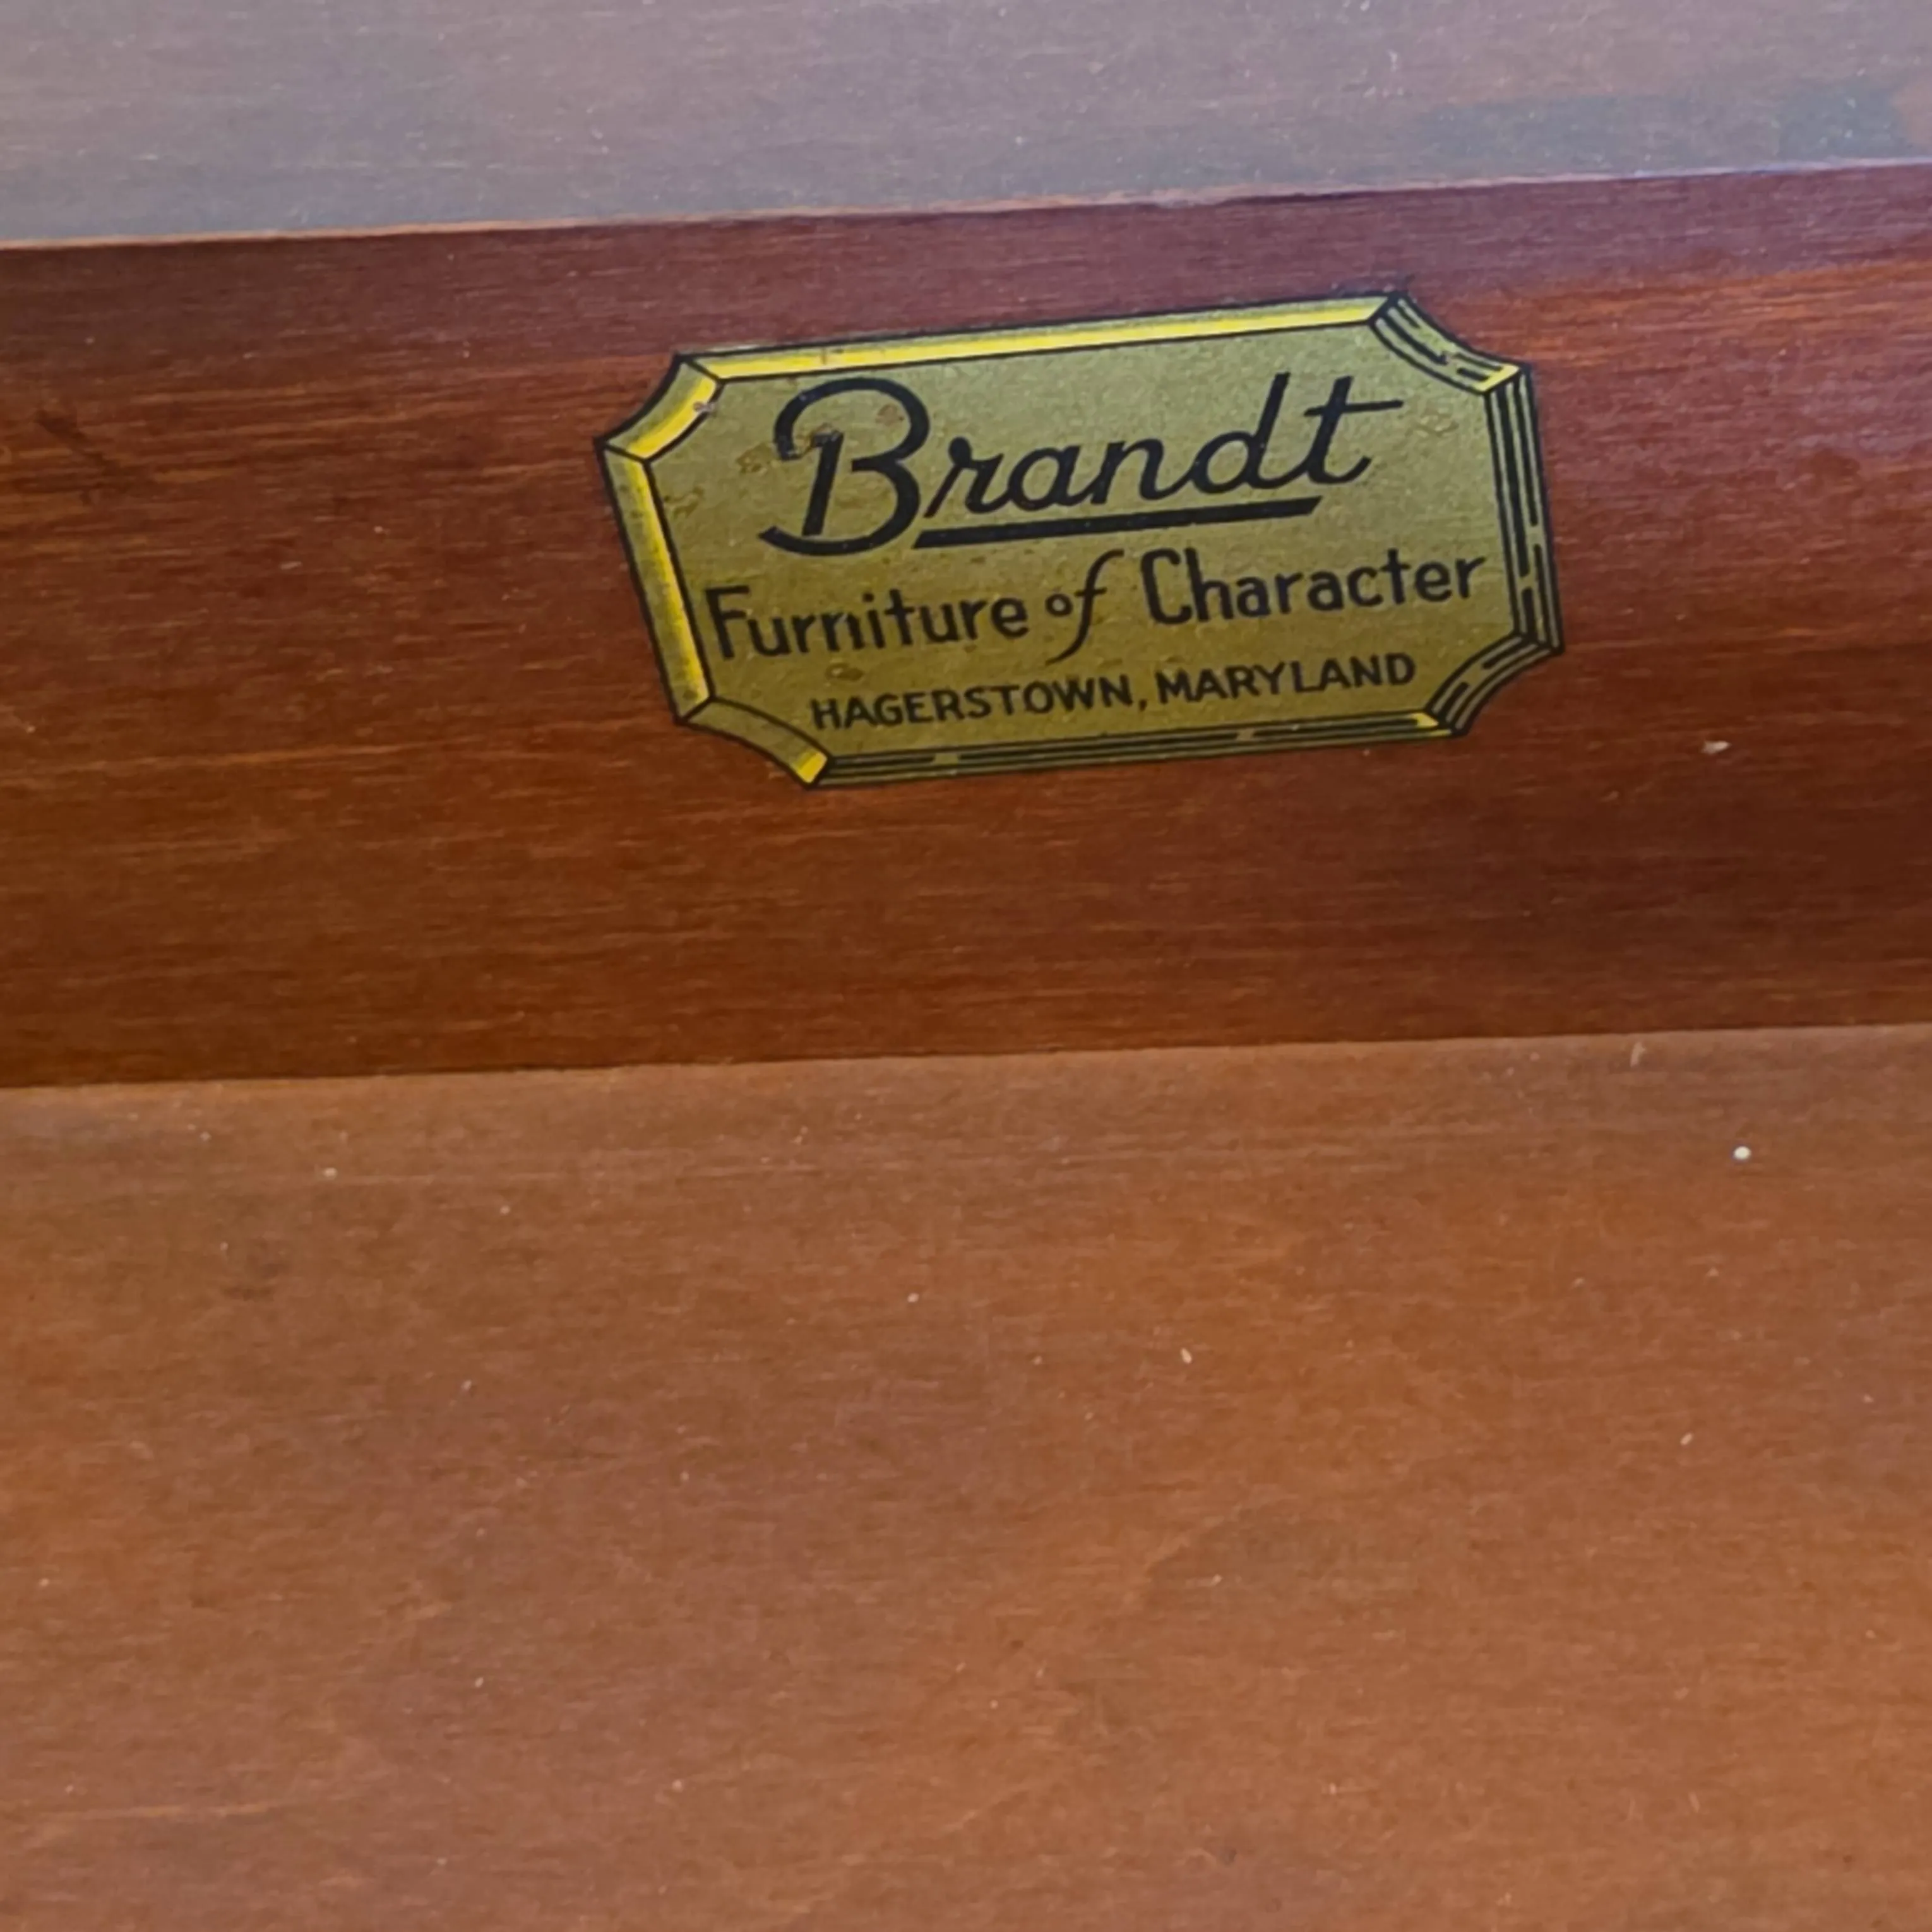 Brandt
Furniture of Character
HAGERSTOWN, MARYLAND